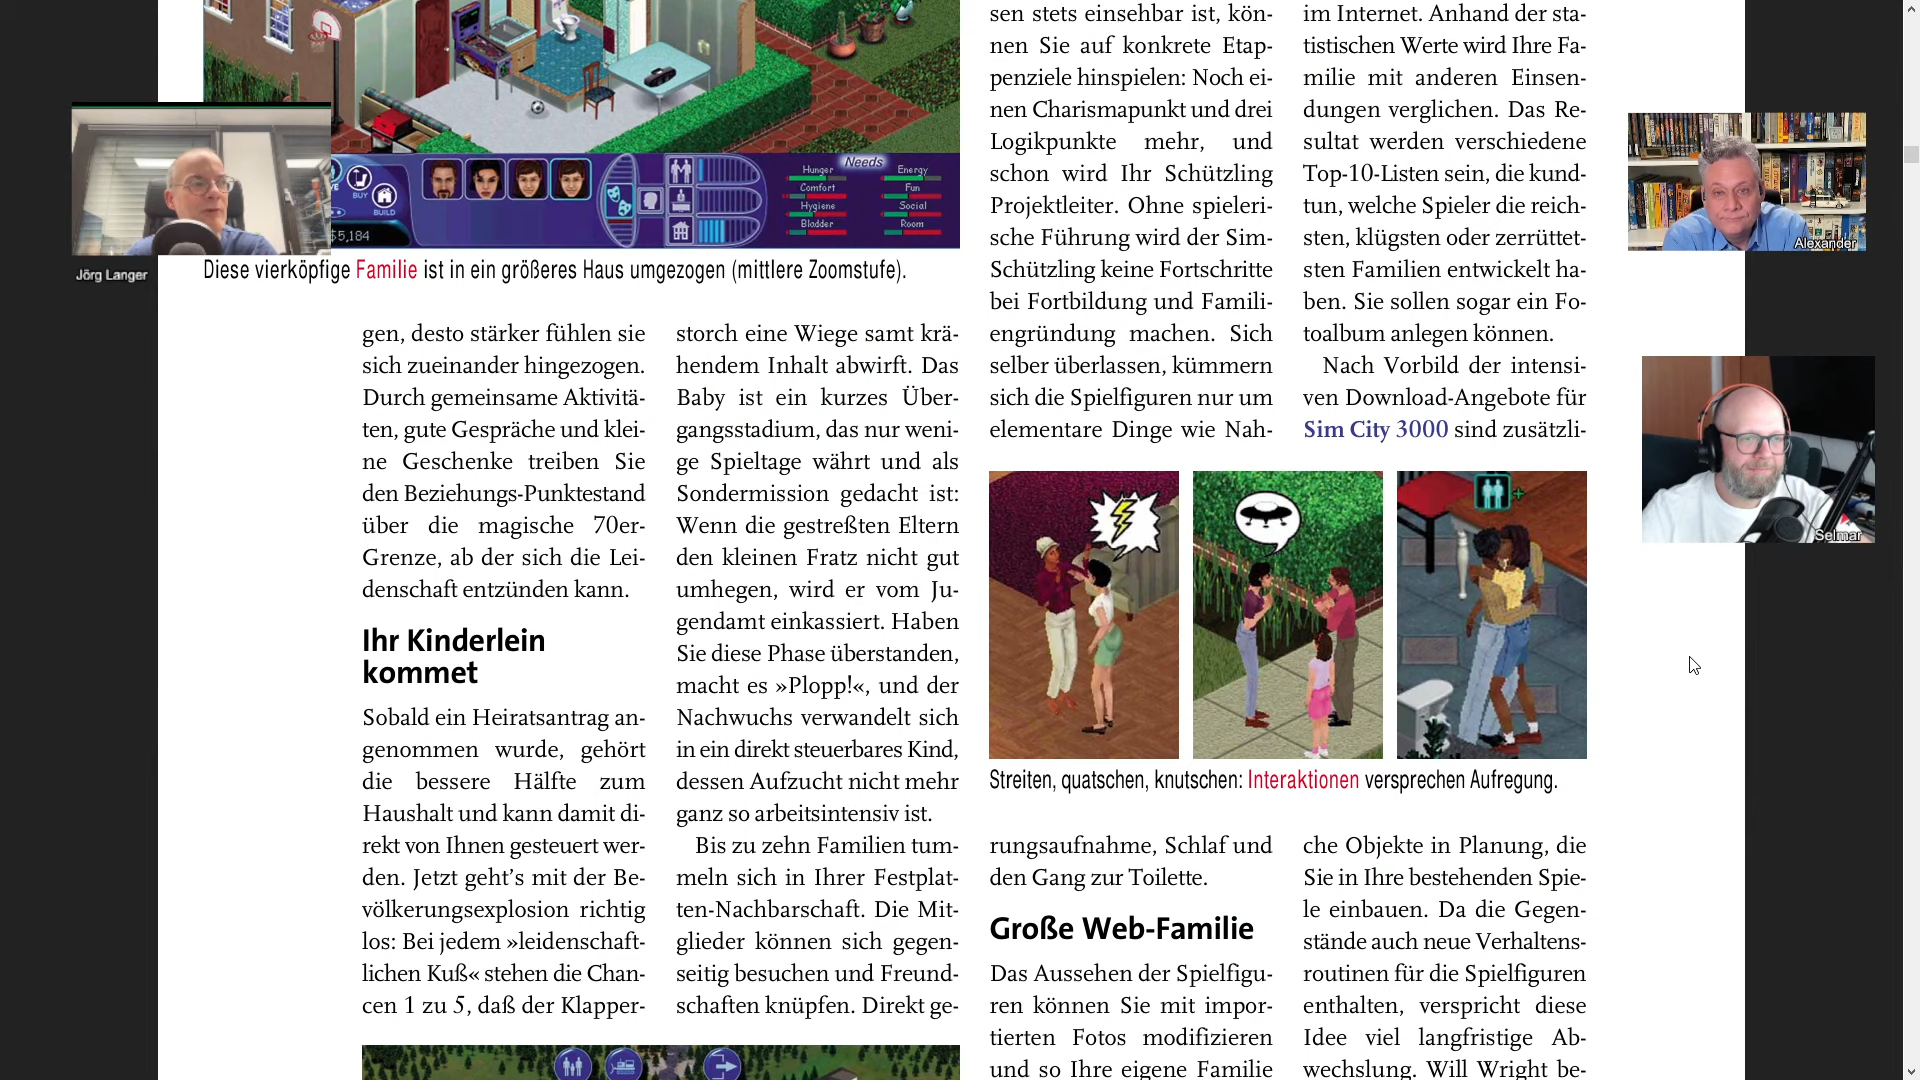 Needs
Hunger
Energy
Comfort
Fun
Hygiene
Social
Bladder
Room
BUY
BUILD
$5,184
Jörg Langer
Diese vierköpfige Familie ist in ein größeres Haus umgezogen (mittlere Zoomstufe).
gen, desto stärker fühlen sie
sich zueinander hingezogen.
Durch gemeinsame Aktivitä-
ten, gute Gespräche und klei-
ne Geschenke treiben Sie
den Beziehungs-Punktestand
über die magische 70er-
Grenze, ab der sich die Lei-
denschaft entzünden kann.
Ihr Kinderlein
kommet
Sobald ein Heiratsantrag an-
genommen wurde, gehört
die bessere Hälfte zum
Haushalt und kann damit di-
rekt von Ihnen gesteuert wer-
den. Jetzt geht's mit der Be-
völkerungsexplosion richtig
los: Bei jedem »leidenschaft-
lichen Kuß« stehen die Chan-
cen 1 zu 5, daß der Klapper-
storch eine Wiege samt krä-
hendem Inhalt abwirft. Das
Baby ist ein kurzes Über-
gangsstadium, das nur weni-
ge Spieltage währt und als
Sondermission gedacht ist:
Wenn die gestreßten Eltern
den kleinen Fratz nicht gut
umhegen, wird er vom Ju-
gendamt einkassiert. Haben
Sie diese Phase überstanden,
macht es »Plopp!«, und der
Nachwuchs verwandelt sich
in ein direkt steuerbares Kind,
dessen Aufzucht nicht mehr
ganz so arbeitsintensiv ist.
Bis zu zehn Familien tum-
meln sich in Ihrer Festplat-
ten-Nachbarschaft. Die Mit-
glieder können sich gegen-
seitig besuchen und Freund-
schaften knüpfen. Direkt ge-
sen stets einsehbar ist, kön-
nen Sie auf konkrete Etap-
penziele hinspielen: Noch ei-
nen Charismapunkt und drei
Logikpunkte mehr, und
schon wird Ihr Schützling
Projektleiter. Ohne spieleri-
sche Führung wird der Sim-
Schützling keine Fortschritte
bei Fortbildung und Famili-
engründung machen. Sich
selber überlassen, kümmern
sich die Spielfiguren nur um
elementare Dinge wie Nah-
im Internet. Anhand der sta-
tistischen Werte wird Ihre Fa-
milie mit anderen Einsen-
dungen verglichen. Das Re-
sultat werden verschiedene
Top-10-Listen sein, die kund-
tun, welche Spieler die reich-
sten, klügsten oder zerrüttet-
sten Familien entwickelt ha-
ben. Sie sollen sogar ein Fo-
toalbum anlegen können.
Nach Vorbild der intensi-
ven Download-Angebote für
Sim City 3000 sind zusätzli-
Streiten, quatschen, knutschen: Interaktionen versprechen Aufregung.
rungsaufnahme, Schlaf und
den Gang zur Toilette.
Große Web-Familie
Das Aussehen der Spielfigu-
ren können Sie mit impor-
tierten Fotos modifizieren
und so Ihre eigene Familie
che Objekte in Planung, die
Sie in Ihre bestehenden Spie-
le einbauen. Da die Gegen-
stände auch neue Verhaltens-
routinen für die Spielfiguren
enthalten, verspricht diese
Idee viel langfristige Ab-
wechslung. Will Wright be-
Alexander
Selmar